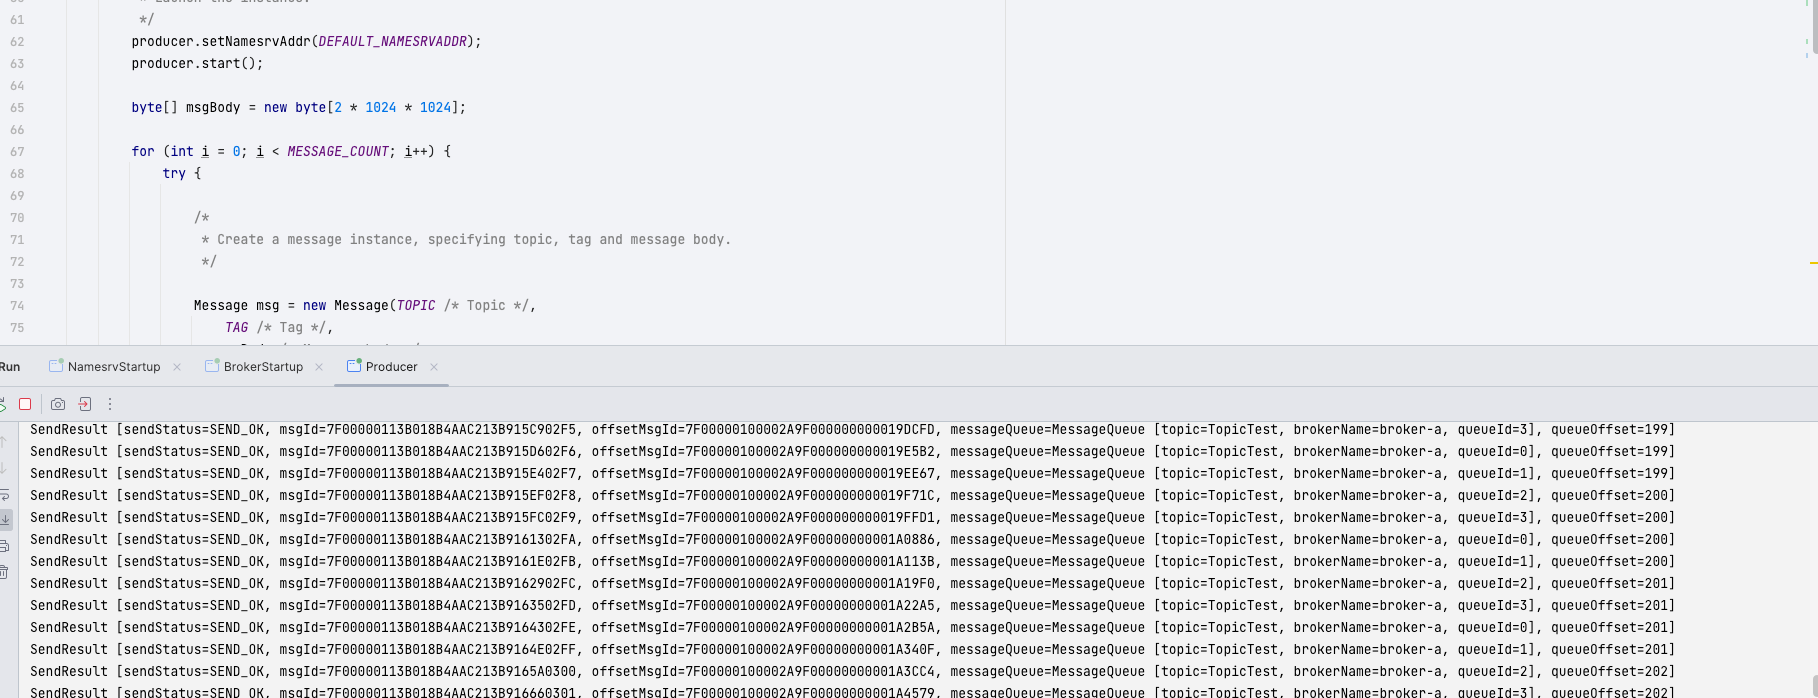 61 */
62 producer.setNamesrvAddr(DEFAULT_NAMESRVADDR);
63 producer.start();
64
65 byte[] msgBody = new byte[2 * 1024 * 1024];
66
67 for (int i = 0; i < MESSAGE_COUNT; i++) {
68 try {
69
70 /*
71 * Create a message instance, specifying topic, tag and message body.
72 */
73
74 Message msg = new Message(TOPIC /* Topic */,
75 TAG /* Tag */,
Run NamesrvStartup BrokerStartup Producer
SendResult [sendStatus=SEND_OK, msgId=7F00000113B018B4AAC213B915C902F5, offsetMsgId=7F00000100002A9F000000000019DCFD, messageQueue=MessageQueue [topic=TopicTest, brokerName=broker-a, queueId=3], queueOffset=199]
SendResult [sendStatus=SEND_OK, msgId=7F00000113B018B4AAC213B915D602F6, offsetMsgId=7F00000100002A9F000000000019E5B2, messageQueue=MessageQueue [topic=TopicTest, brokerName=broker-a, queueId=0], queueOffset=199]
SendResult [sendStatus=SEND_OK, msgId=7F00000113B018B4AAC213B915E402F7, offsetMsgId=7F00000100002A9F000000000019EE67, messageQueue=MessageQueue [topic=TopicTest, brokerName=broker-a, queueId=1], queueOffset=199]
SendResult [sendStatus=SEND_OK, msgId=7F00000113B018B4AAC213B915EF02F8, offsetMsgId=7F00000100002A9F000000000019F71C, messageQueue=MessageQueue [topic=TopicTest, brokerName=broker-a, queueId=2], queueOffset=200]
SendResult [sendStatus=SEND_OK, msgId=7F00000113B018B4AAC213B915FC02F9, offsetMsgId=7F00000100002A9F000000000019FFD1, messageQueue=MessageQueue [topic=TopicTest, brokerName=broker-a, queueId=3], queueOffset=200]
SendResult [sendStatus=SEND_OK, msgId=7F00000113B018B4AAC213B9161302FA, offsetMsgId=7F00000100002A9F00000000001A0886, messageQueue=MessageQueue [topic=TopicTest, brokerName=broker-a, queueId=0], queueOffset=200]
SendResult [sendStatus=SEND_OK, msgId=7F00000113B018B4AAC213B9161E02FB, offsetMsgId=7F00000100002A9F00000000001A113B, messageQueue=MessageQueue [topic=TopicTest, brokerName=broker-a, queueId=1], queueOffset=200]
SendResult [sendStatus=SEND_OK, msgId=7F00000113B018B4AAC213B9162902FC, offsetMsgId=7F00000100002A9F00000000001A19F0, messageQueue=MessageQueue [topic=TopicTest, brokerName=broker-a, queueId=2], queueOffset=201]
SendResult [sendStatus=SEND_OK, msgId=7F00000113B018B4AAC213B9163502FD, offsetMsgId=7F00000100002A9F00000000001A22A5, messageQueue=MessageQueue [topic=TopicTest, brokerName=broker-a, queueId=3], queueOffset=201]
SendResult [sendStatus=SEND_OK, msgId=7F00000113B018B4AAC213B9164302FE, offsetMsgId=7F00000100002A9F00000000001A2B5A, messageQueue=MessageQueue [topic=TopicTest, brokerName=broker-a, queueId=0], queueOffset=201]
SendResult [sendStatus=SEND_OK, msgId=7F00000113B018B4AAC213B9164E02FF, offsetMsgId=7F00000100002A9F00000000001A340F, messageQueue=MessageQueue [topic=TopicTest, brokerName=broker-a, queueId=1], queueOffset=201]
SendResult [sendStatus=SEND_OK, msgId=7F00000113B018B4AAC213B9165A0300, offsetMsgId=7F00000100002A9F00000000001A3CC4, messageQueue=MessageQueue [topic=TopicTest, brokerName=broker-a, queueId=2], queueOffset=202]
SendResult [sendStatus=SEND_OK, msgId=7F00000113B018B4AAC213B916660301, offsetMsgId=7F00000100002A9F00000000001A4579, messageQueue=MessageQueue [topic=TopicTest, brokerName=broker-a, queueId=3], queueOffset=202]